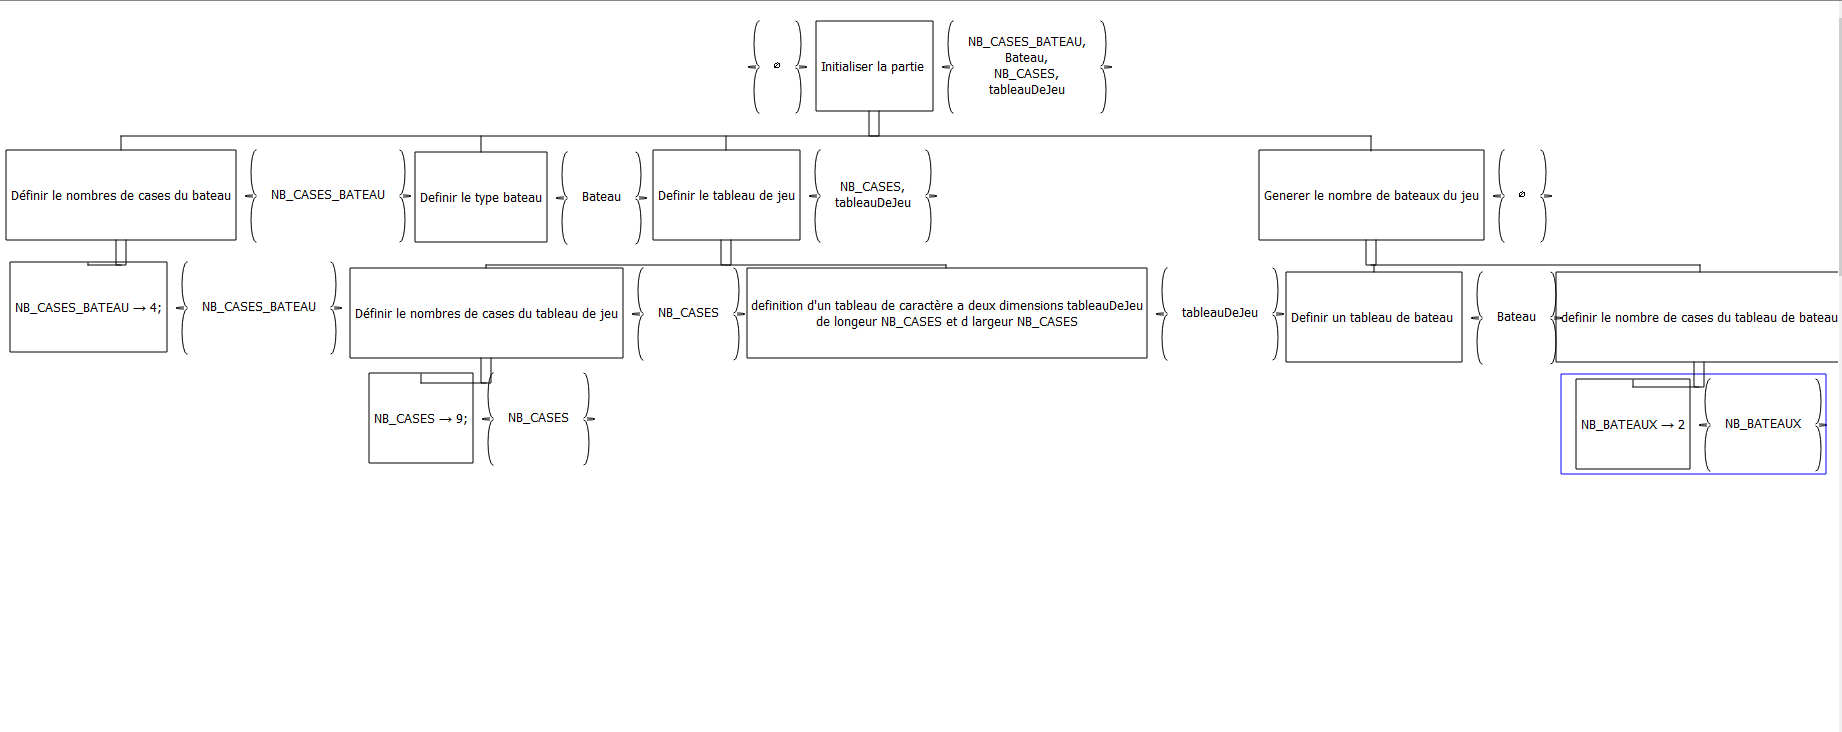 ø
Initialiser la partie
NB_CASES_BATEAU,
Bateau,
NB_CASES,
tableauDeJeu
Définir le nombres de cases du bateau
NB_CASES_BATEAU
Definir le type bateau
Bateau
Definir le tableau de jeu
NB_CASES,
tableauDeJeu
Generer le nombre de bateaux du jeu
ø
NB_CASES_BATEAU → 4;
NB_CASES_BATEAU
Définir le nombres de cases du tableau de jeu
NB_CASES
definition d'un tableau de caractère a deux dimensions tableauDeJeu
de longeur NB_CASES et d largeur NB_CASES
tableauDeJeu
Definir un tableau de bateau
Bateau
definir le nombre de cases du tableau de bateau
NB_CASES → 9;
NB_CASES
NB_BATEAUX → 2
NB_BATEAUX